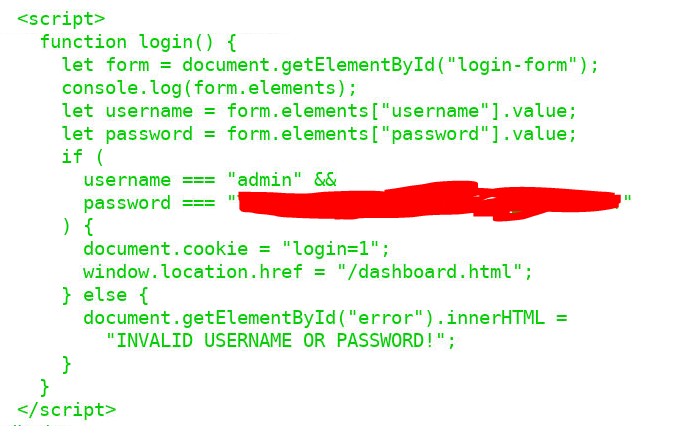 <script>
function login() {
let form = document.getElementById("login-form");
console.log(form.elements);
let username = form.elements["username"].value;
let password = form.elements["password"].value;
if (
username === "admin" &&
password === ""
) {
document.cookie = "login=1";
window.location.href = "/dashboard.html";
} else {
document.getElementById("error").innerHTML =
"INVALID USERNAME OR PASSWORD!";
}
}
</script>